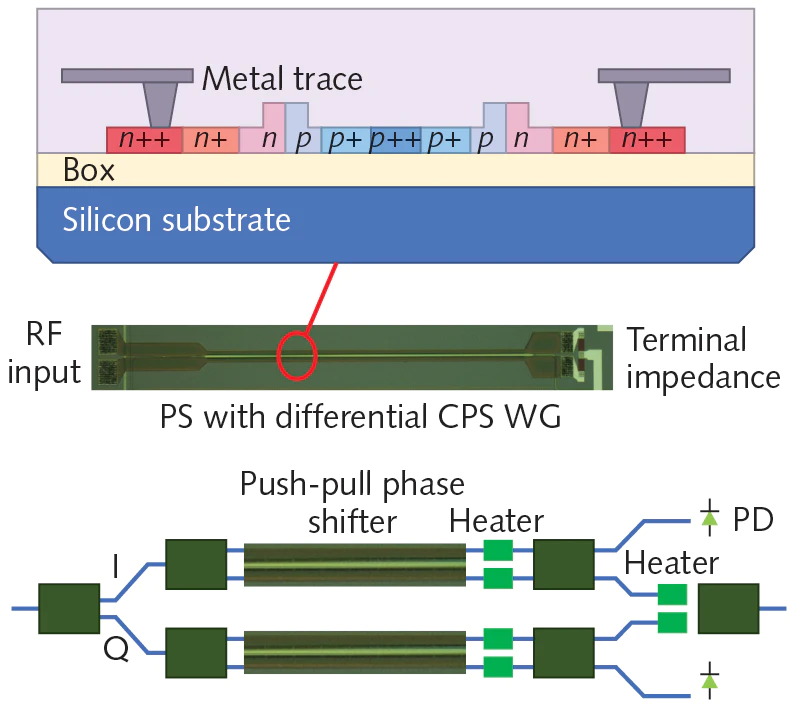 Metal trace
n++ n+ n p p+ p++ p+ p n n+ n++
Box
Silicon substrate
RF
input
Terminal
impedance
PS with differential CPS WG
Push-pull phase
shifter
Heater
PD
I
Heater
Q